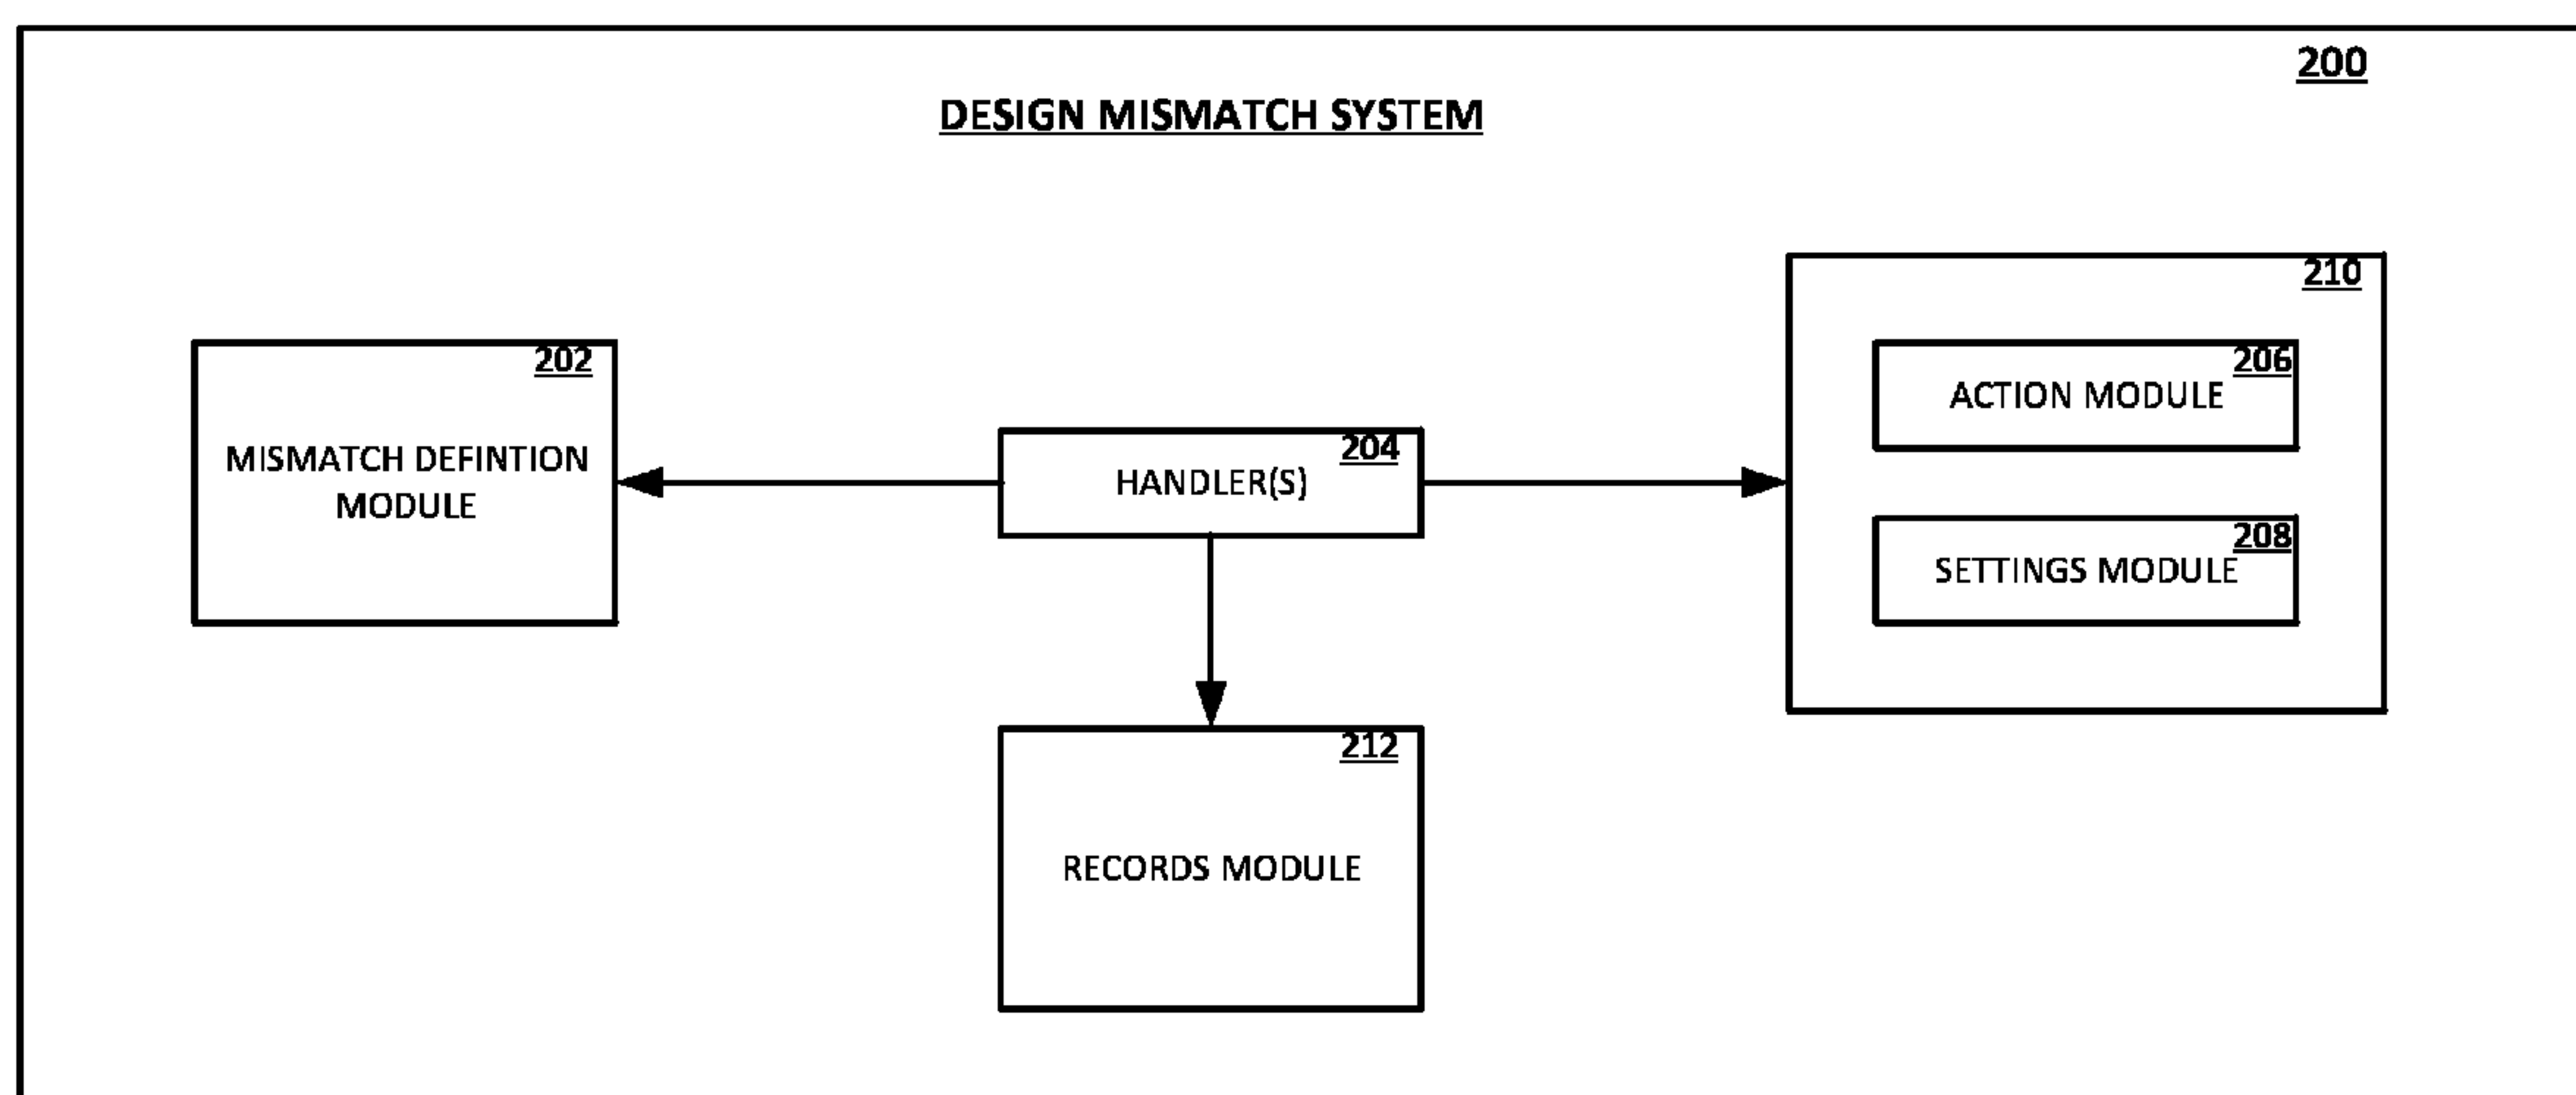 200
DESIGN MISMATCH SYSTEM
210
202
206
ACTION MODULE
204
MISMATCH DEFINTION
MODULE
HANDLER(S)
208
SETTINGS MODULE
212
RECORDS MODULE